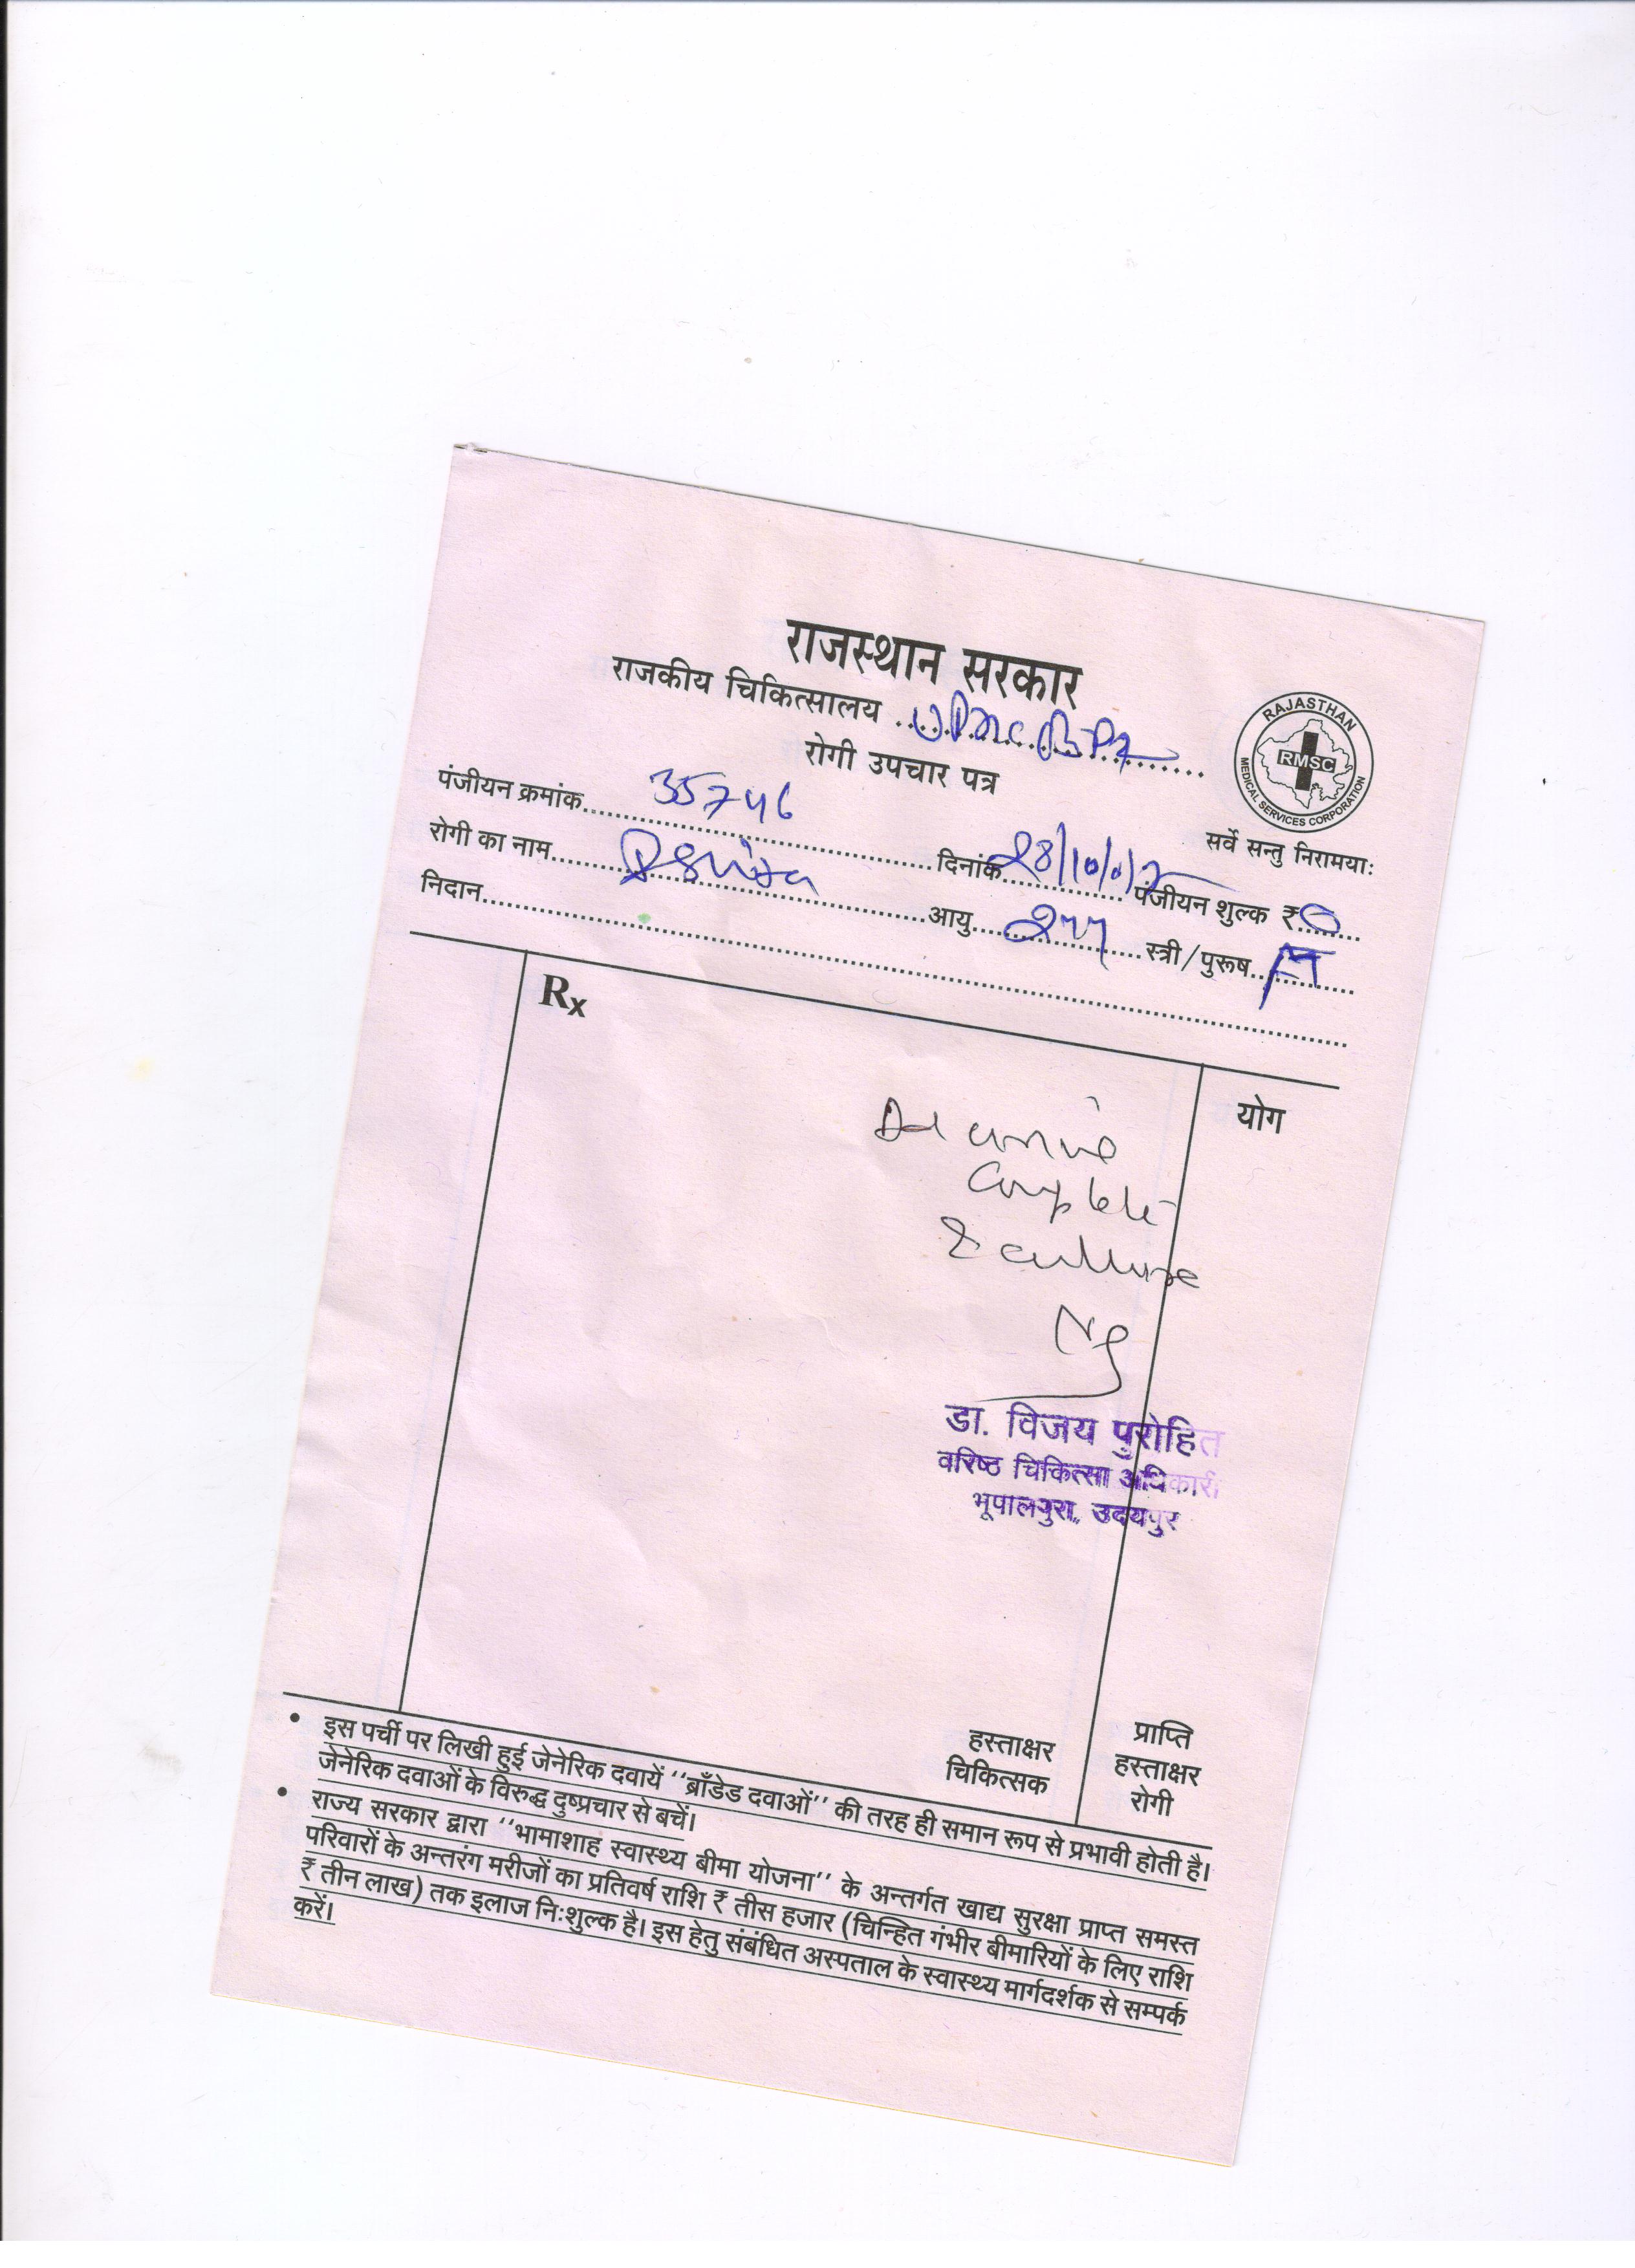 राजस्थान सरकार
राजकीय चिकित्सालय ..............
रोगी उपचार पत्र
RAJASTHAN
RMSC
MEDICAL SERVICES CORPORATION
सर्वे सन्तु निरामयाः
पंजीयन क्रमांक 35746 दिनांक 28/10/17 पंजीयन शुल्क ₹ 0
रोगी का नाम आयु स्त्री/पुरूष
निदान
Rx
योग
urine
Complete
& culture
डा. विजय पुरोहित
वरिष्ठ चिकित्सा अधिकारी
भूपालपुरा, उदयपुर
हस्ताक्षर
चिकित्सक
प्राप्ति
हस्ताक्षर
रोगी
• इस पर्ची पर लिखी हुई जेनेरिक दवायें ‘‘ब्राँडेड दवाओं’’ की तरह ही समान रूप से प्रभावी होती है।
जेनेरिक दवाओं के विरुद्ध दुष्प्रचार से बचें।
• राज्य सरकार द्वारा ‘‘भामाशाह स्वास्थ्य बीमा योजना’’ के अन्तर्गत खाद्य सुरक्षा प्राप्त समस्त
परिवारों के अन्तरंग मरीजों का प्रतिवर्ष राशि ₹ तीस हजार (चिन्हित गंभीर बीमारियों के लिए राशि
₹ तीन लाख) तक इलाज निःशुल्क है। इस हेतु संबंधित अस्पताल के स्वास्थ्य मार्गदर्शक से सम्पर्क
करें।